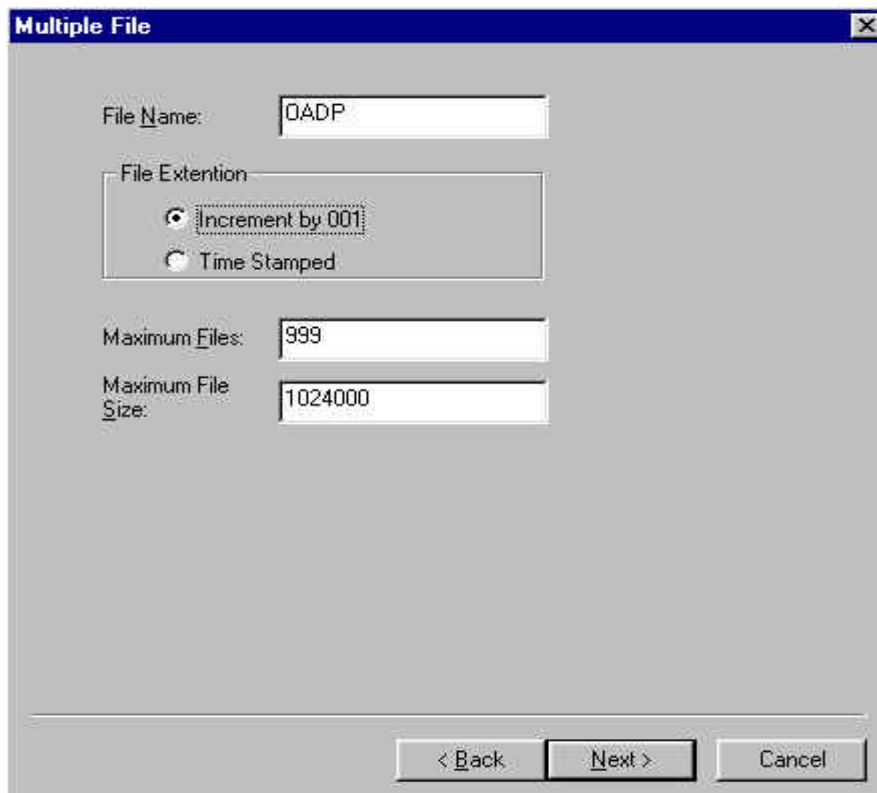 Multiple File
File Name: OADP
File Extention
Increment by 001
Time Stamped
Maximum Files: 999
Maximum File
Size: 1024000
< Back Next > Cancel